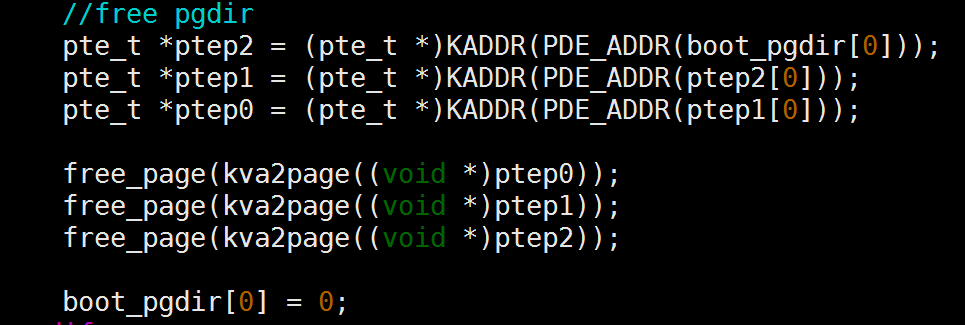 //free pgdir
pte_t *ptep2 = (pte_t *)KADDR(PDE_ADDR(boot_pgdir[0]));
pte_t *ptep1 = (pte_t *)KADDR(PDE_ADDR(ptep2[0]));
pte_t *ptep0 = (pte_t *)KADDR(PDE_ADDR(ptep1[0]));
free_page(kva2page((void *)ptep0));
free_page(kva2page((void *)ptep1));
free_page(kva2page((void *)ptep2));
boot_pgdir[0] = 0;